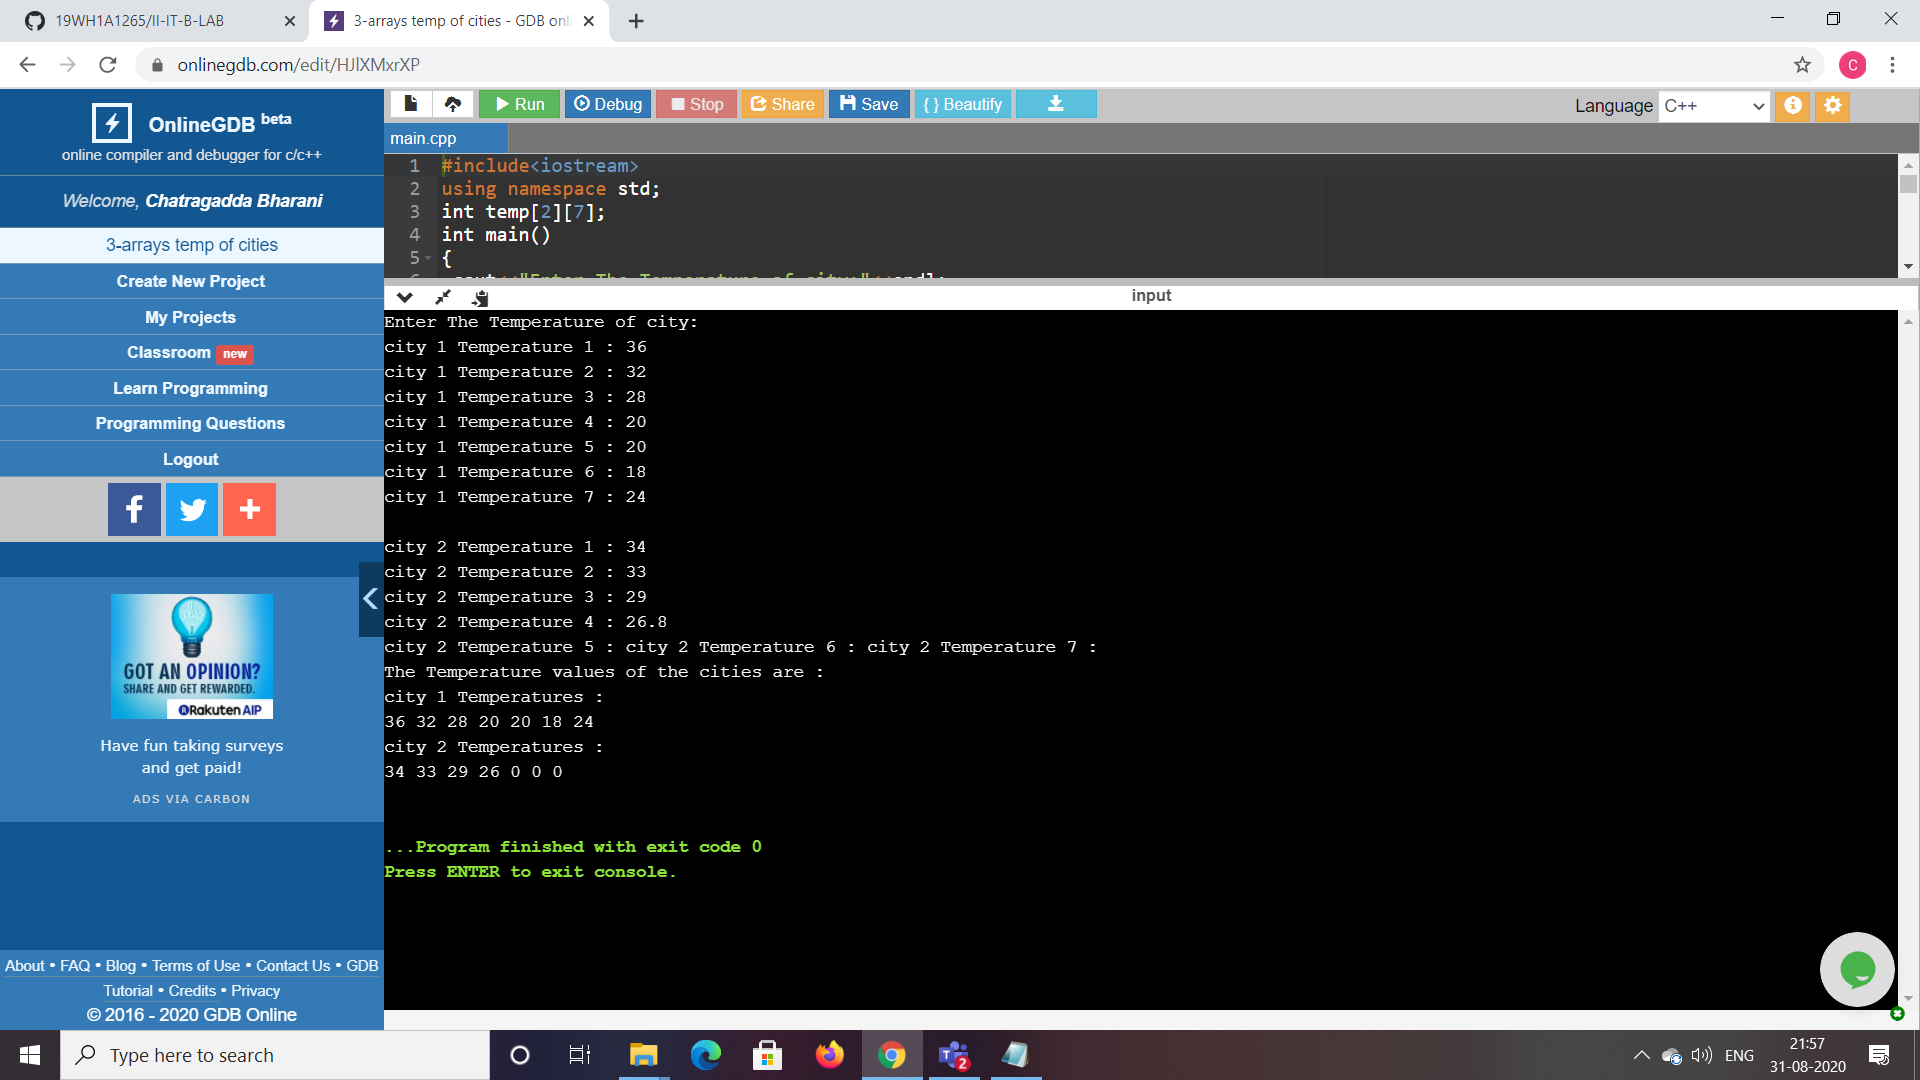 19WH1A1265/II-IT-B-LAB
3-arrays temp of cities - GDB onl
onlinegdb.com/edit/HJlXMxrXP
C
OnlineGDB beta
online compiler and debugger for c/c++
Welcome, Chatragadda Bharani
3-arrays temp of cities
Create New Project
My Projects
Classroom new
Learn Programming
Programming Questions
Logout
GOT AN OPINION?
SHARE AND GET REWARDED.
Rakuten AIP
Have fun taking surveys
and get paid!
ADS VIA CARBON
About • FAQ • Blog • Terms of Use • Contact Us • GDB
Tutorial • Credits • Privacy
© 2016 - 2020 GDB Online
Run Debug Stop Share Save { } Beautify
Language C++
main.cpp
1 #include<iostream>
2 using namespace std;
3 int temp[2][7];
4 int main()
5 {
6 cout<<"Enter The Temperature of city:"<<endl;
input
Enter The Temperature of city:
city 1 Temperature 1 : 36
city 1 Temperature 2 : 32
city 1 Temperature 3 : 28
city 1 Temperature 4 : 20
city 1 Temperature 5 : 20
city 1 Temperature 6 : 18
city 1 Temperature 7 : 24
city 2 Temperature 1 : 34
city 2 Temperature 2 : 33
city 2 Temperature 3 : 29
city 2 Temperature 4 : 26.8
city 2 Temperature 5 : city 2 Temperature 6 : city 2 Temperature 7 :
The Temperature values of the cities are :
city 1 Temperatures :
36 32 28 20 20 18 24
city 2 Temperatures :
34 33 29 26 0 0 0
...Program finished with exit code 0
Press ENTER to exit console.
Type here to search
2
ENG
21:57
31-08-2020